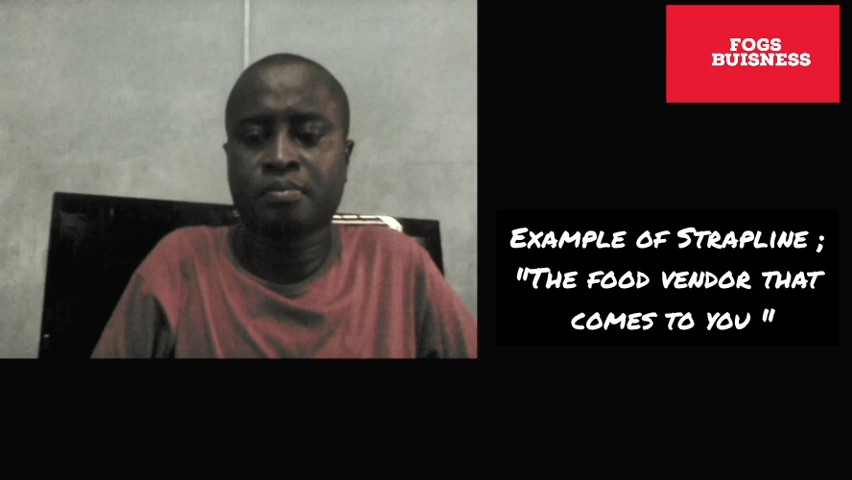 FOGS
BUISNESS
EXAMPLE OF STRAPLINE ;
"THE FOOD VENDOR THAT
COMES TO YOU "